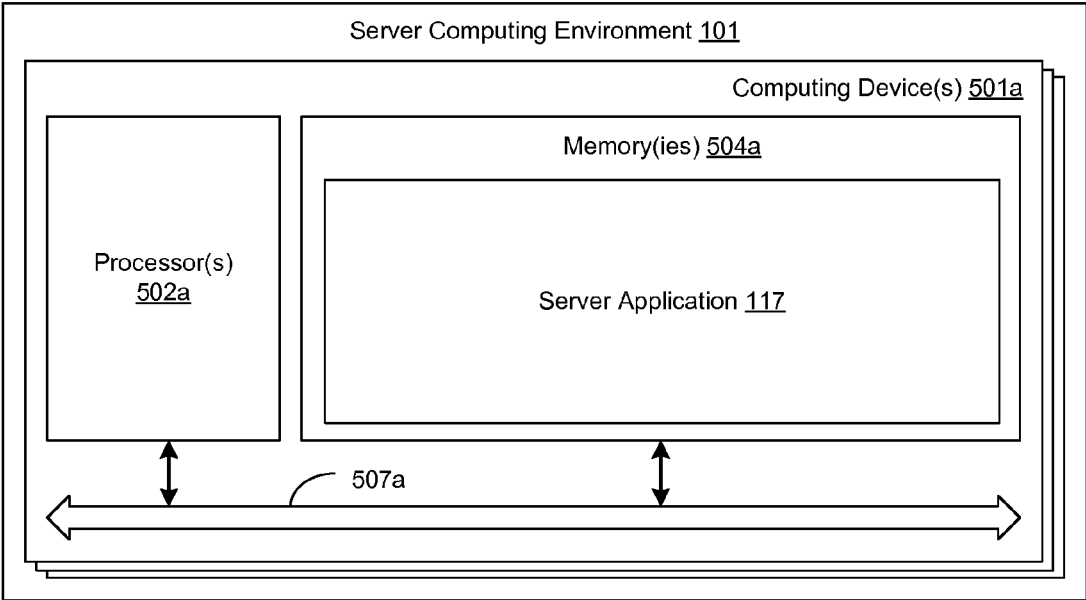 Server Computing Environment 101
Computing Device(s) 501a
Memory(ies) 504a
Processor(s)
502a
Server Application 117
507a